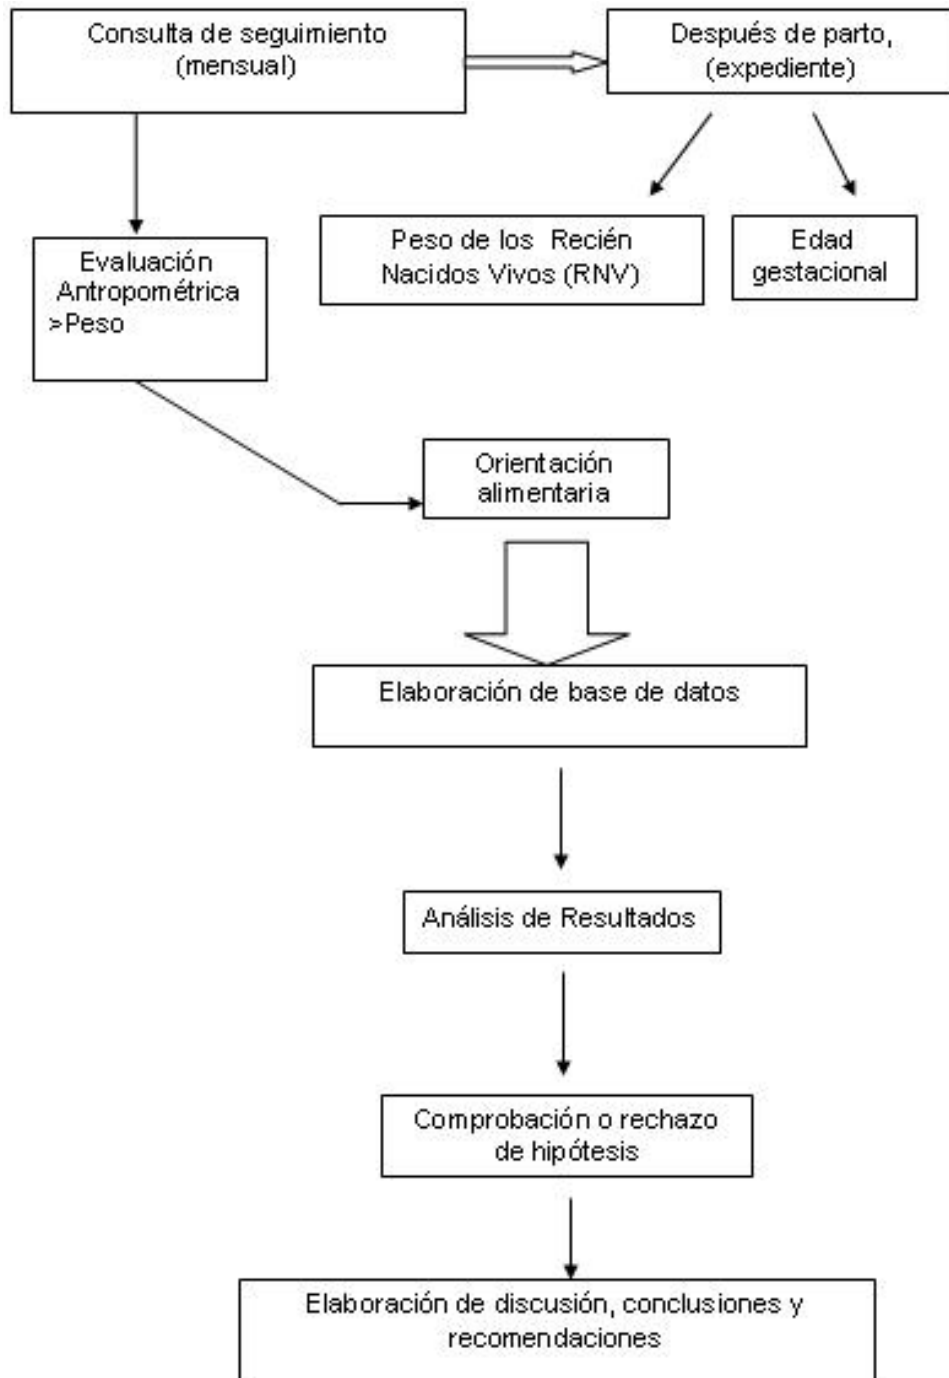 Consulta de seguimiento
(mensual)
Después de parto,
(expediente)
Peso de los Recién
Nacidos Vivos (RNV)
Edad
gestacional
Evaluación
Antropométrica
>Peso
Orientación
alimentaria
Elaboración de base de datos
Análisis de Resultados
Comprobación o rechazo
de hipótesis
Elaboración de discusión, conclusiones y
recomendaciones